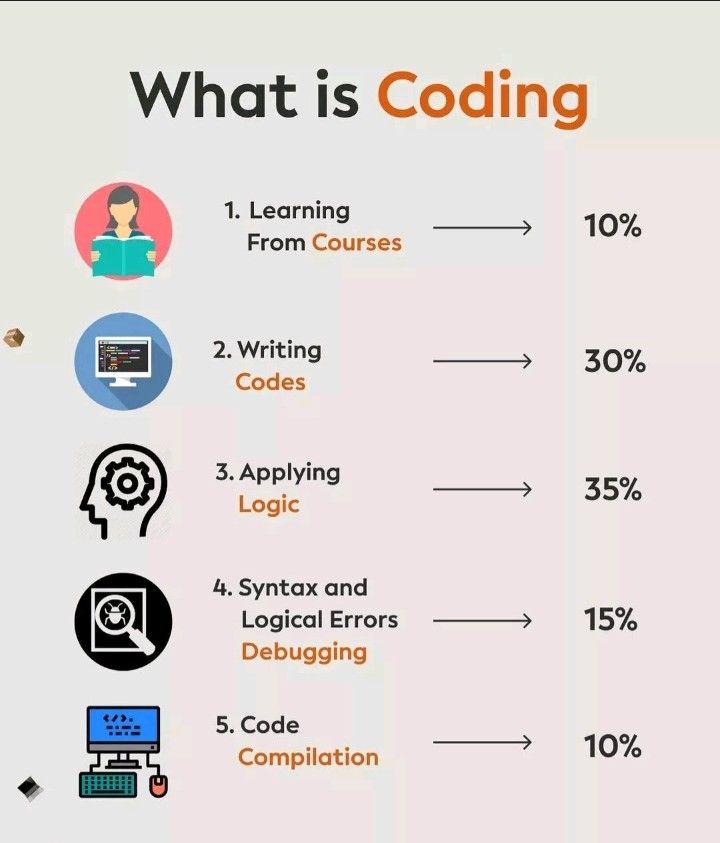 What is Coding
1. Learning
From Courses
10%
2. Writing
Codes
30%
3. Applying
Logic
35%
4. Syntax and
Logical Errors
Debugging
15%
5. Code
Compilation
10%